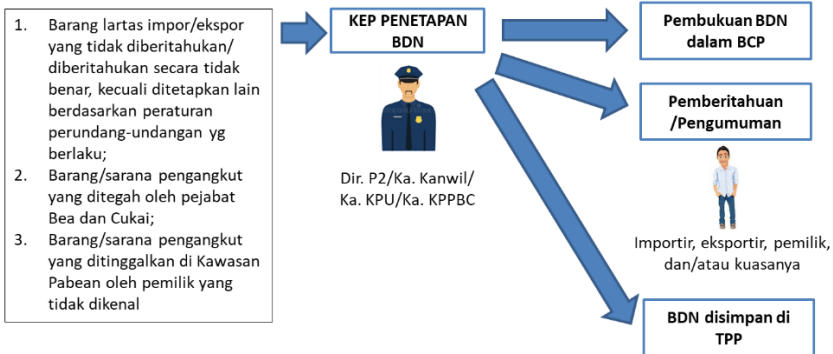 1. Barang lartas impor/ekspor
yang tidak diberitahukan/
diberitahukan secara tidak
benar, kecuali ditetapkan lain
berdasarkan peraturan
perundang-undangan yg
berlaku;
2. Barang/sarana pengangkut
yang ditegah oleh pejabat
Bea dan Cukai;
3. Barang/sarana pengangkut
yang ditinggalkan di Kawasan
Pabean oleh pemilik yang
tidak dikenal
KEP PENETAPAN
BDN
Dir. P2/Ka. Kanwil/
Ka. KPU/Ka. KPPBC
Pembukuan BDN
dalam BCP
Pemberitahuan
/Pengumuman
Importir, eksportir, pemilik,
dan/atau kuasanya
BDN disimpan di
TPP